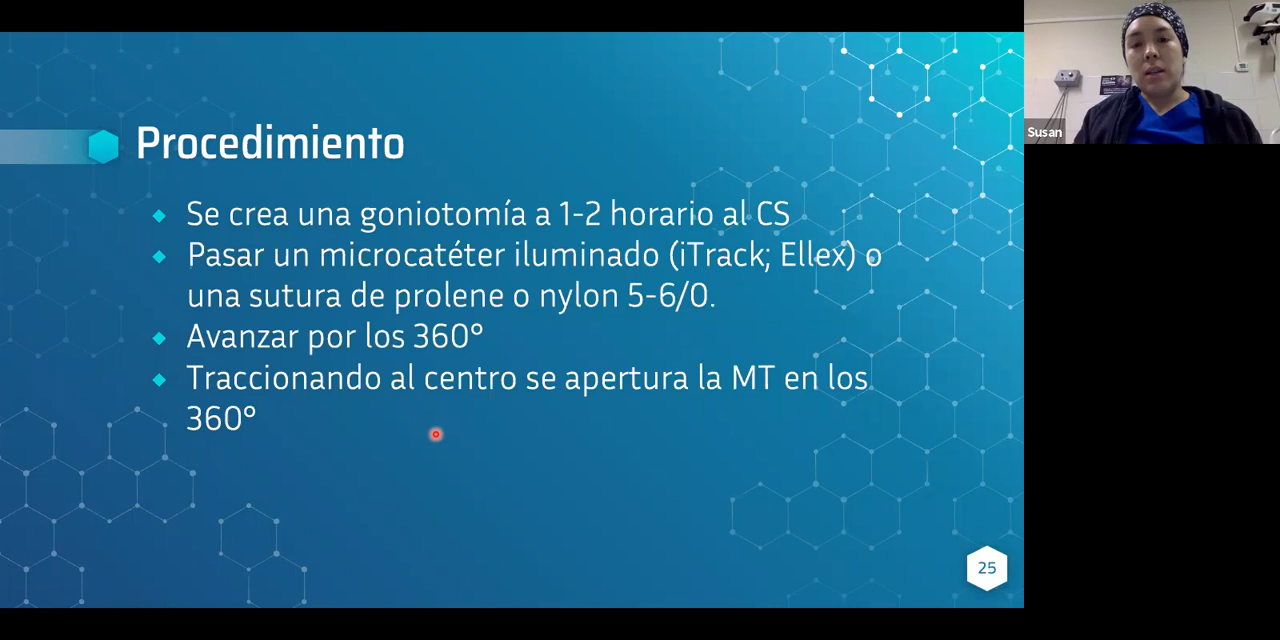 Procedimiento
Se crea una goniotomía a 1-2 horario al CS
Pasar un microcatéter iluminado (iTrack; Ellex) o
una sutura de prolene o nylon 5-6/0.
Avanzar por los 360°
Traccionando al centro se apertura la MT en los
360°
25
Susan